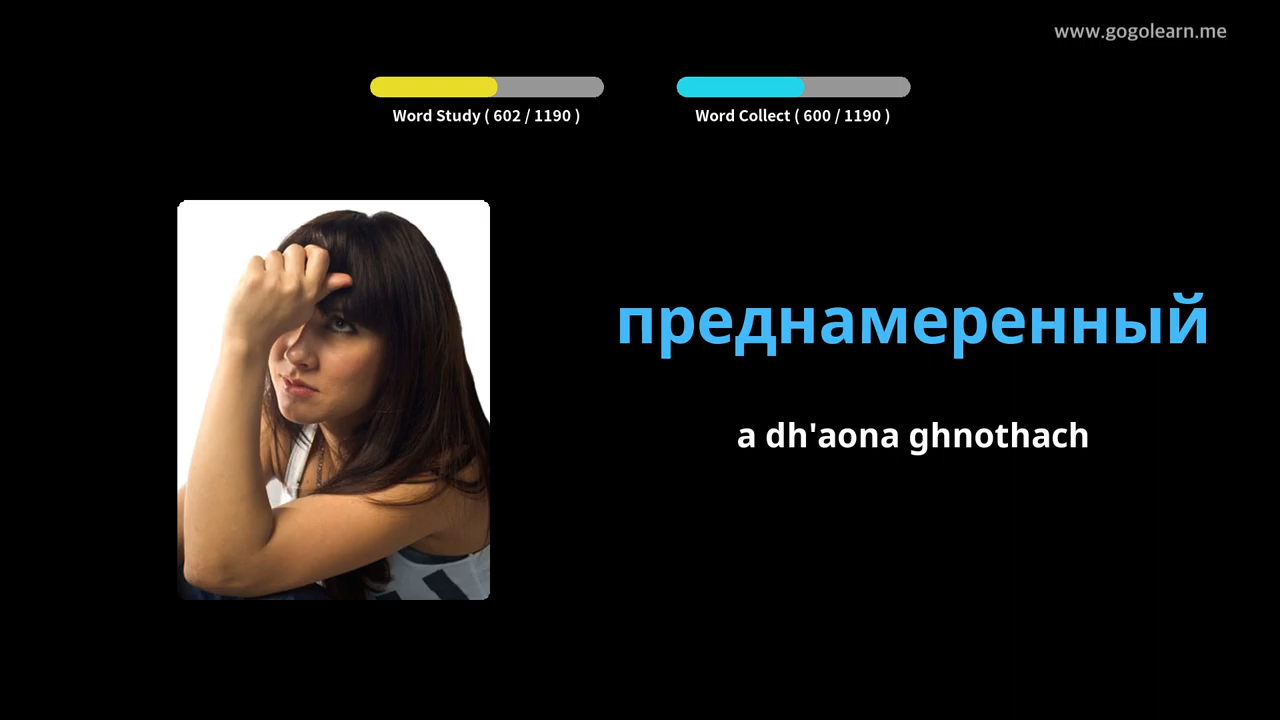 www.gogolearn.me
Word Study ( 602 / 1190 )
Word Collect ( 600 / 1190 )
преднамеренный
a dh'aona ghnothach